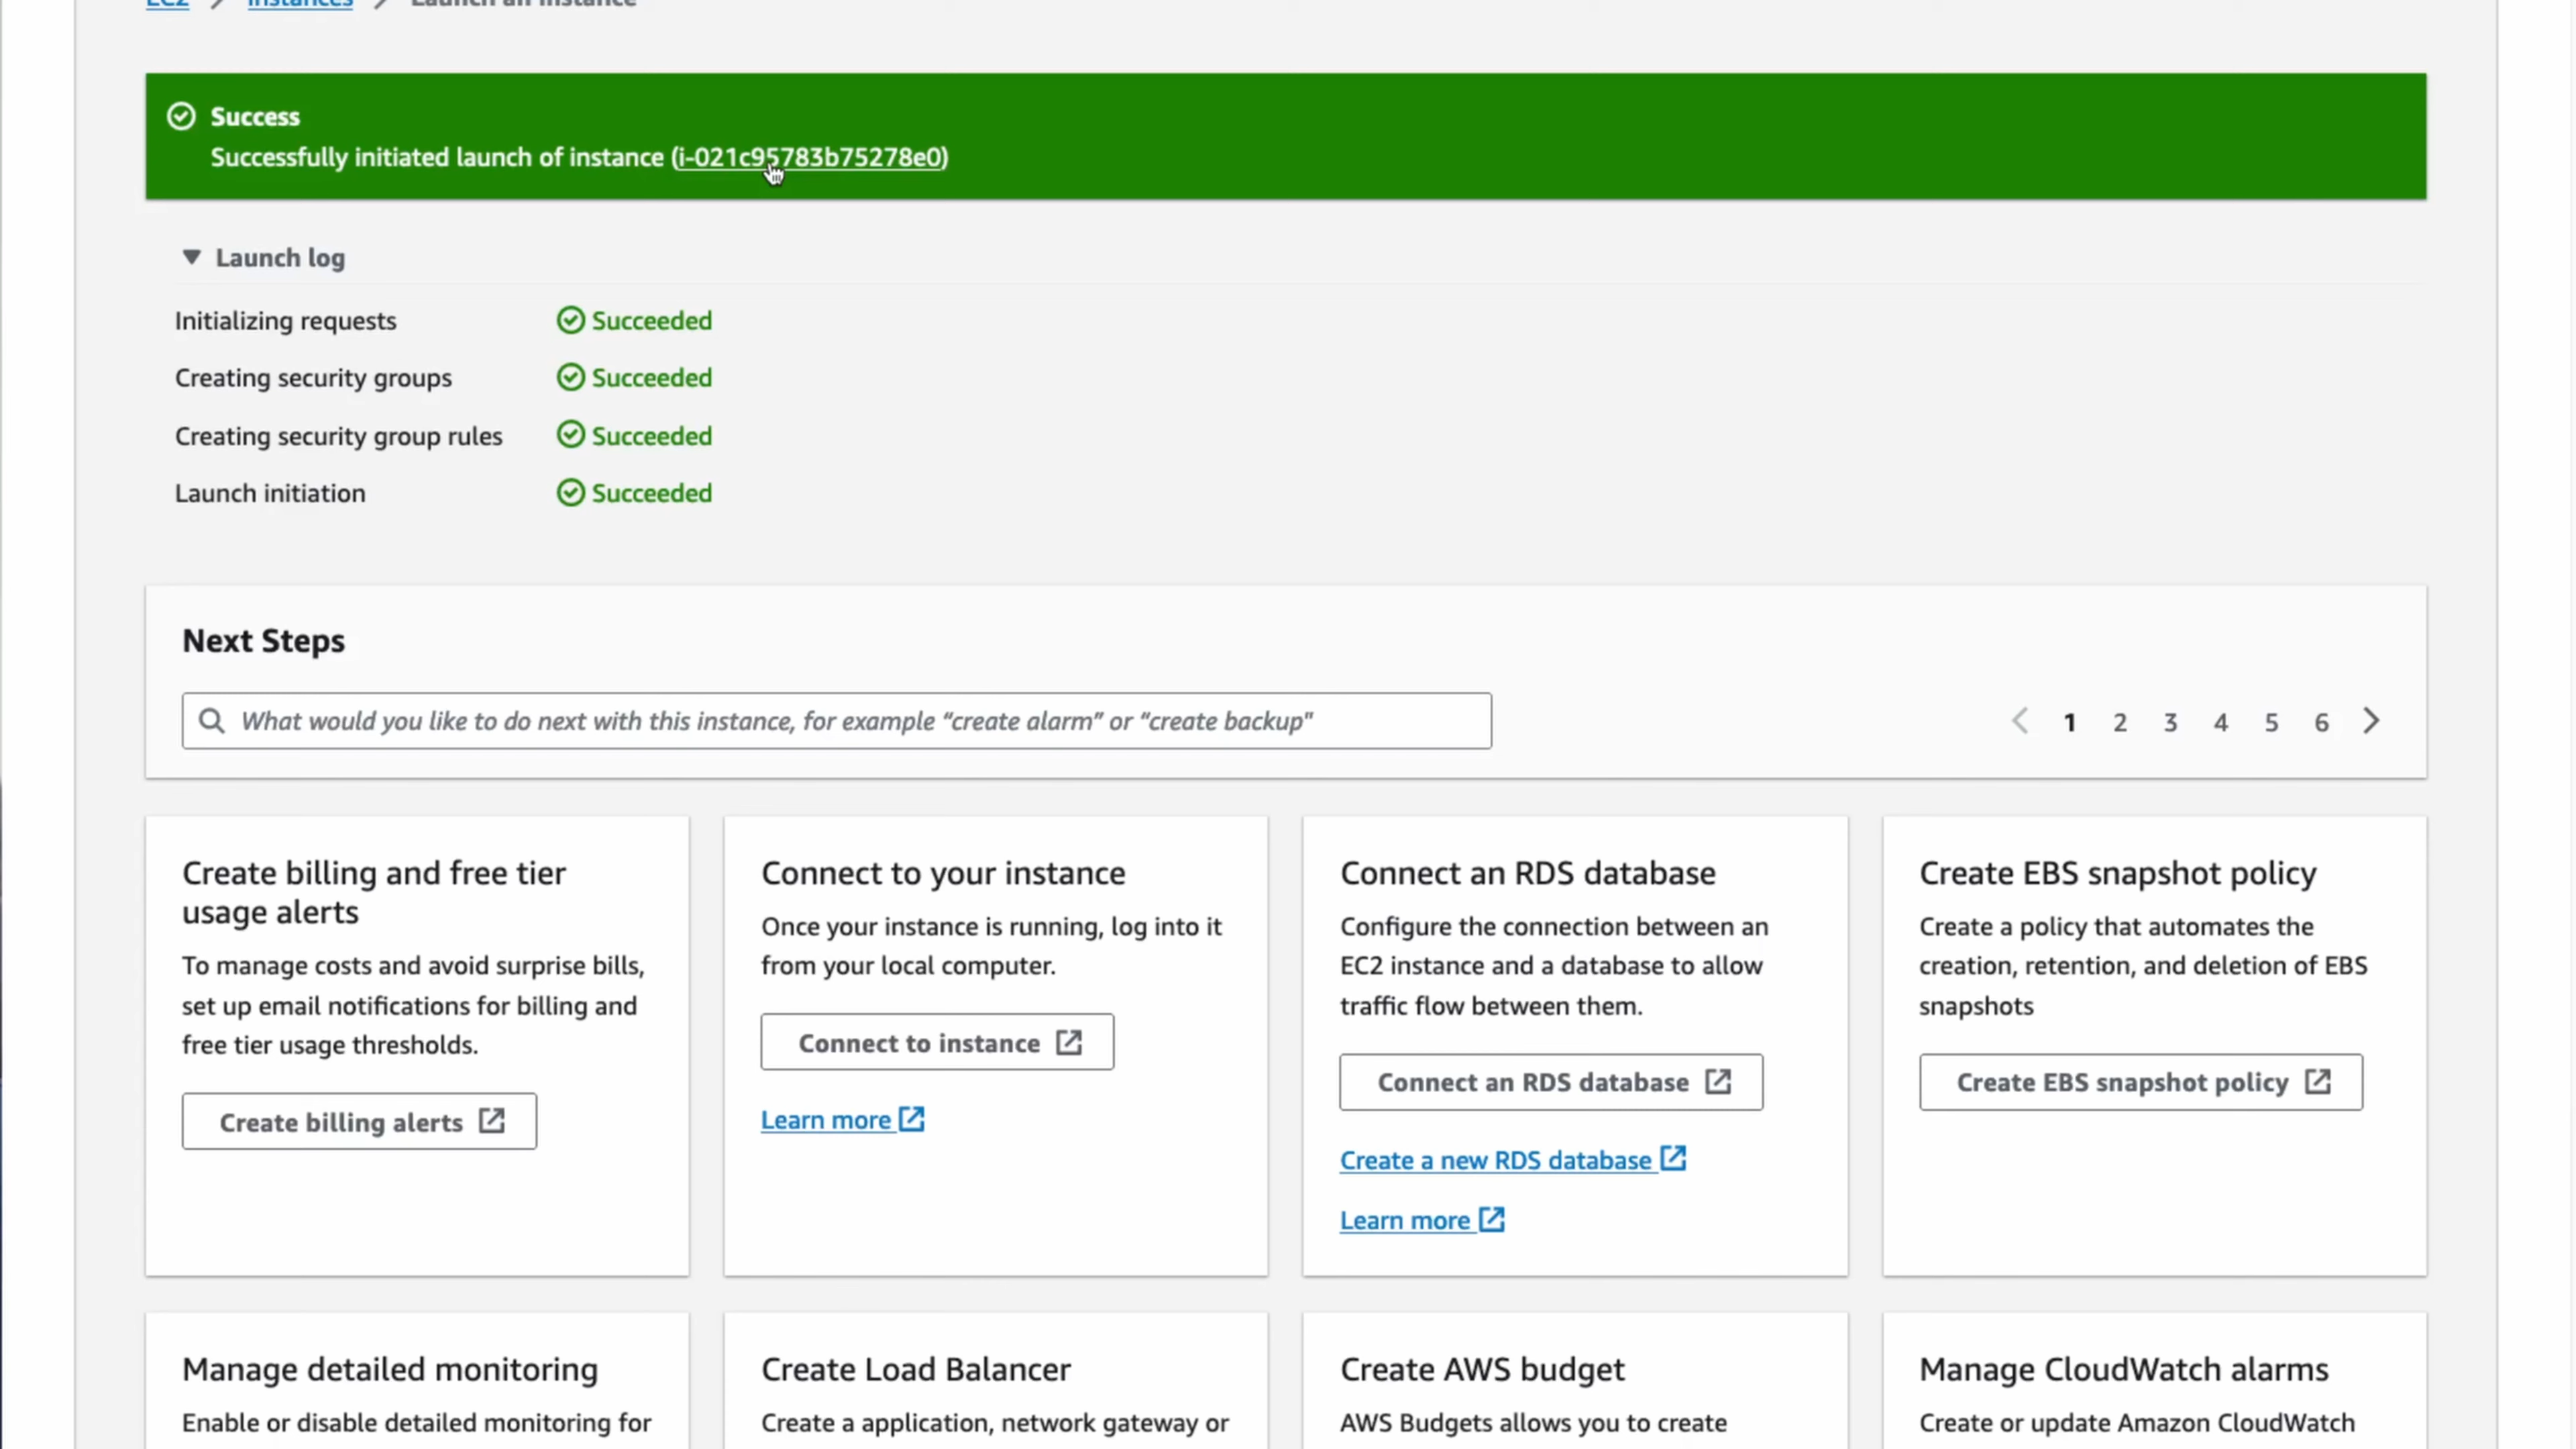 EC2 Instances Launch an instance
Success
Successfully initiated launch of instance (i-021c95783b75278e0)
Launch log
Initializing requests Succeeded
Creating security groups Succeeded
Creating security group rules Succeeded
Launch initiation Succeeded
Next Steps
What would you like to do next with this instance, for example “create alarm” or “create backup"
1 2 3 4 5 6
Create billing and free tier
usage alerts
To manage costs and avoid surprise bills,
set up email notifications for billing and
free tier usage thresholds.
Create billing alerts
Connect to your instance
Once your instance is running, log into it
from your local computer.
Connect to instance
Learn more
Connect an RDS database
Configure the connection between an
EC2 instance and a database to allow
traffic flow between them.
Connect an RDS database
Create a new RDS database
Learn more
Create EBS snapshot policy
Create a policy that automates the
creation, retention, and deletion of EBS
snapshots
Create EBS snapshot policy
Manage detailed monitoring
Enable or disable detailed monitoring for
Create Load Balancer
Create a application, network gateway or
Create AWS budget
AWS Budgets allows you to create
Manage CloudWatch alarms
Create or update Amazon CloudWatch